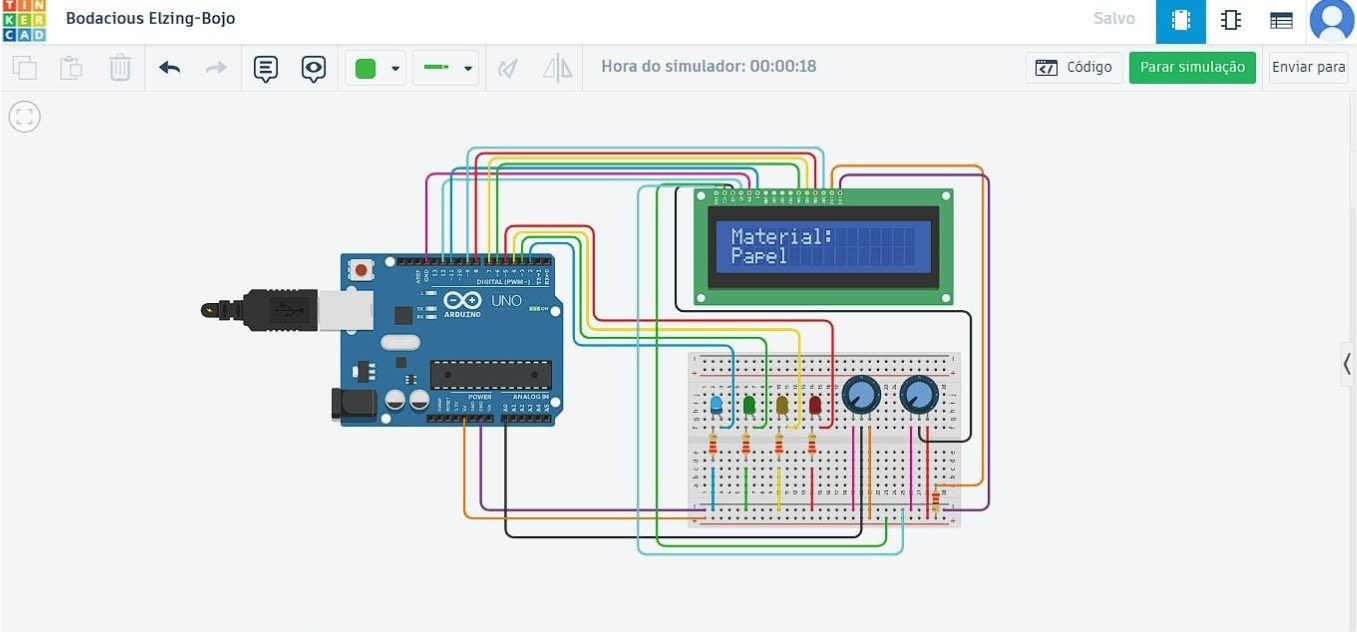 TIN
KER
CAD
Bodacious Elzing-Bojo
Salvo
Hora do simulador: 00:00:18
Código
Parar simulação
Enviar para
Material:
Papel
DIGITAL (PWM~)
UNO
ARDUINO
ON
POWER
ANALOG IN